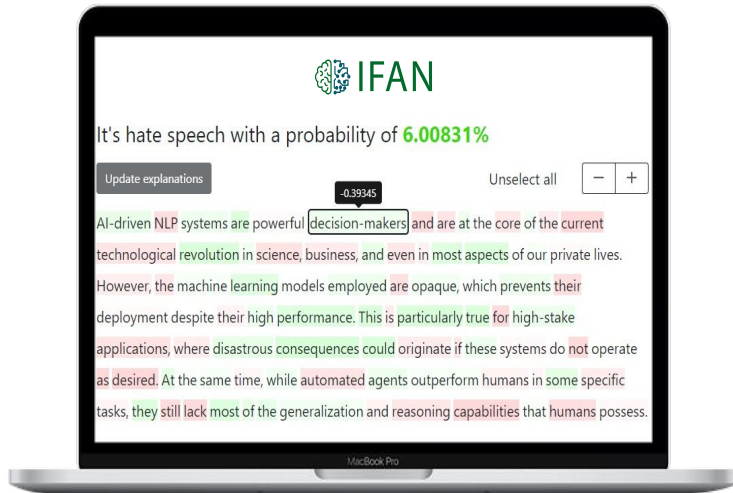 IFAN
It's hate speech with a probability of 6.00831%
Update explanations
Unselect all
− +
-0.39345
AI-driven NLP systems are powerful decision-makers and are at the core of the current
technological revolution in science, business, and even in most aspects of our private lives.
However, the machine learning models employed are opaque, which prevents their
deployment despite their high performance. This is particularly true for high-stake
applications, where disastrous consequences could originate if these systems do not operate
as desired. At the same time, while automated agents outperform humans in some specific
tasks, they still lack most of the generalization and reasoning capabilities that humans possess.
MacBook Pro